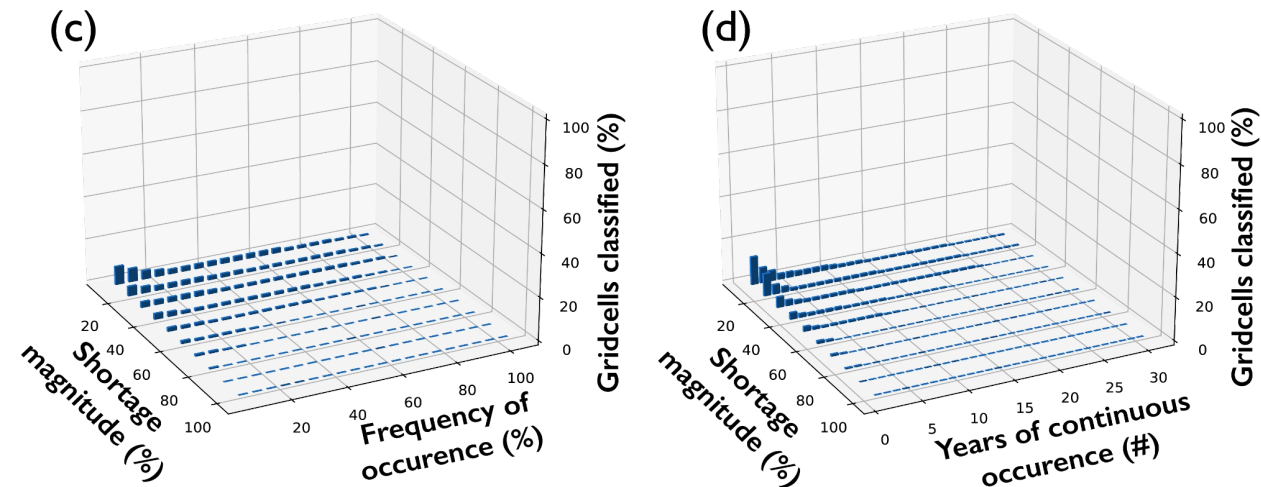 (c)
100
80
60
40
20
0
Gridcells classified (%)
20
40
60
80
100
Shortage
magnitude (%)
20
40
60
80
100
Frequency of
occurence (%)
(d)
100
80
60
40
20
0
Gridcells classified (%)
20
40
60
80
100
Shortage
magnitude (%)
0
5
10
15
20
25
30
Years of continuous
occurence (#)